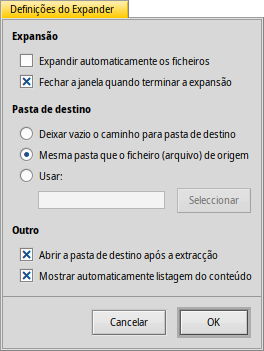 Definições do Expander
Expansão
Expandir automaticamente os ficheiros
Fechar a janela quando terminar a expansão
Pasta de destino
Deixar vazio o caminho para pasta de destino
Mesma pasta que o ficheiro (arquivo) de origem
Usar:
Seleccionar
Outro
Abrir a pasta de destino após a extracção
Mostrar automaticamente listagem do conteúdo
Cancelar
OK